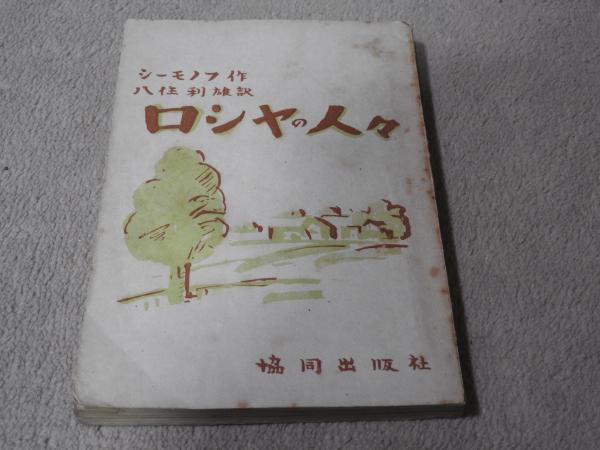 シーモノフ作
八住利雄訳
ロシヤの人々
協同出版社